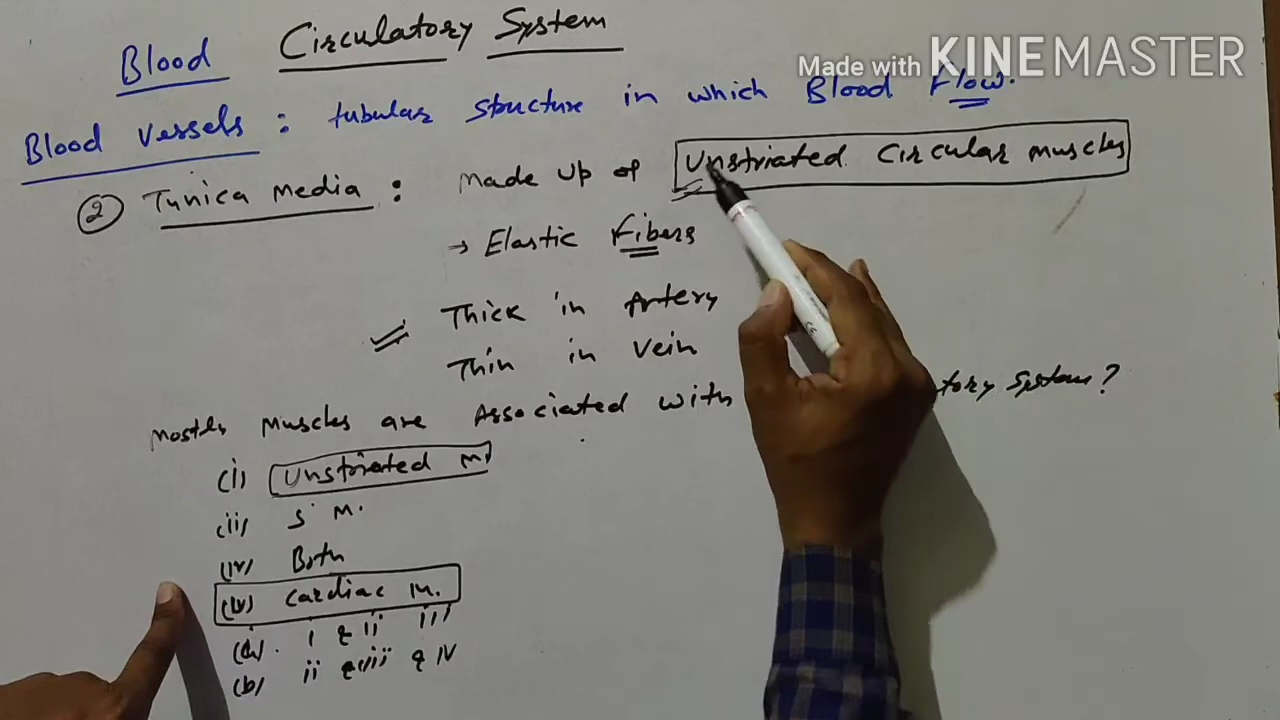 Blood Circulatory System
Made with KINEMASTER
Blood Vessels : tubular structure in which Blood Flow.
② Tunica Media : Made up of Unstriated Circular muscles
→ Elastic Fibers
Thick in Artery
Thin in Vein
Mostly Muscles are Associated with tory System?
(i) Unstriated M.
(ii) S M.
(iv) Both
(iv) Cardiac M.
i & ii iii
(b) ii & iii & IV